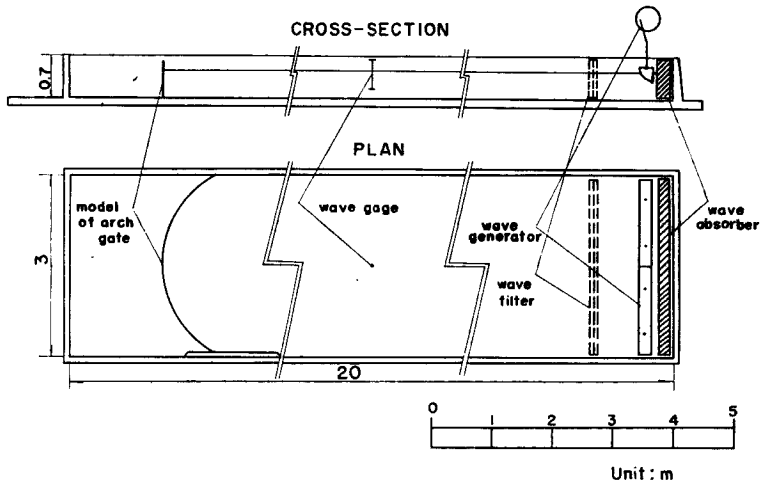 CROSS-SECTION
0.7
PLAN
model
of arch
gate
wave gage
wave
generator
wave
filter
wave
absorber
3
20
0 1 2 3 4 5
Unit : m